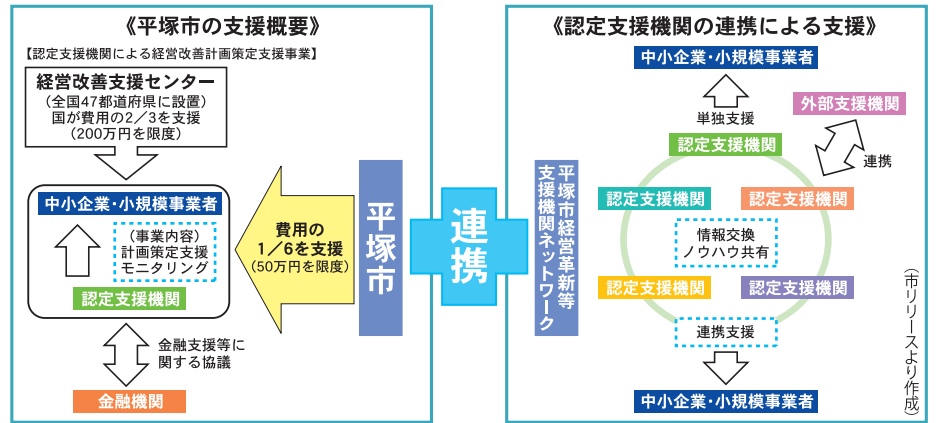 《平塚市の支援概要》
【認定支援機関による経営改善計画策定支援事業】
経営改善支援センター
（全国47都道府県に設置）
国が費用の2／3を支援
（200万円を限度）
中小企業・小規模事業者
（事業内容）
計画策定支援
モニタリング
認定支援機関
金融支援等に
関する協議
金融機関
費用の
1／6を支援
（50万円を限度）
平塚市
連携
《認定支援機関の連携による支援》
中小企業・小規模事業者
単独支援
外部支援機関
連携
認定支援機関
認定支援機関
認定支援機関
情報交換
ノウハウ共有
認定支援機関
認定支援機関
連携支援
中小企業・小規模事業者
平塚市経営革新等
支援機関ネットワーク
（市リリースより作成）